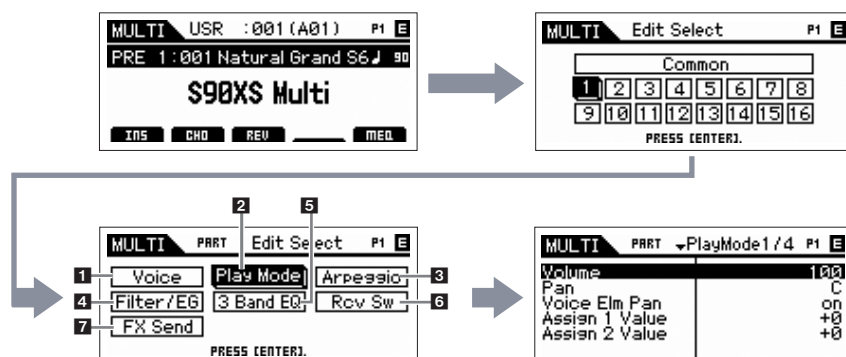 MULTI USR :001(A01) P1 E
PRE 1:001 Natural Grand S6♪ 90
S90XS Multi
INS CHO REV MEQ
MULTI Edit Select P1 E
Common
1 2 3 4 5 6 7 8
9 10 11 12 13 14 15 16
PRESS [ENTER].
2 5
MULTI PART Edit Select P1 E
1 Voice Play Mode Arpeggio 3
4 Filter/EG 3 Band EQ Rcv Sw 6
7 FX Send
PRESS [ENTER].
MULTI PART PlayMode1/4 P1 E
Volume 100
Pan C
Voice Elm Pan on
Assign 1 Value +0
Assign 2 Value +0